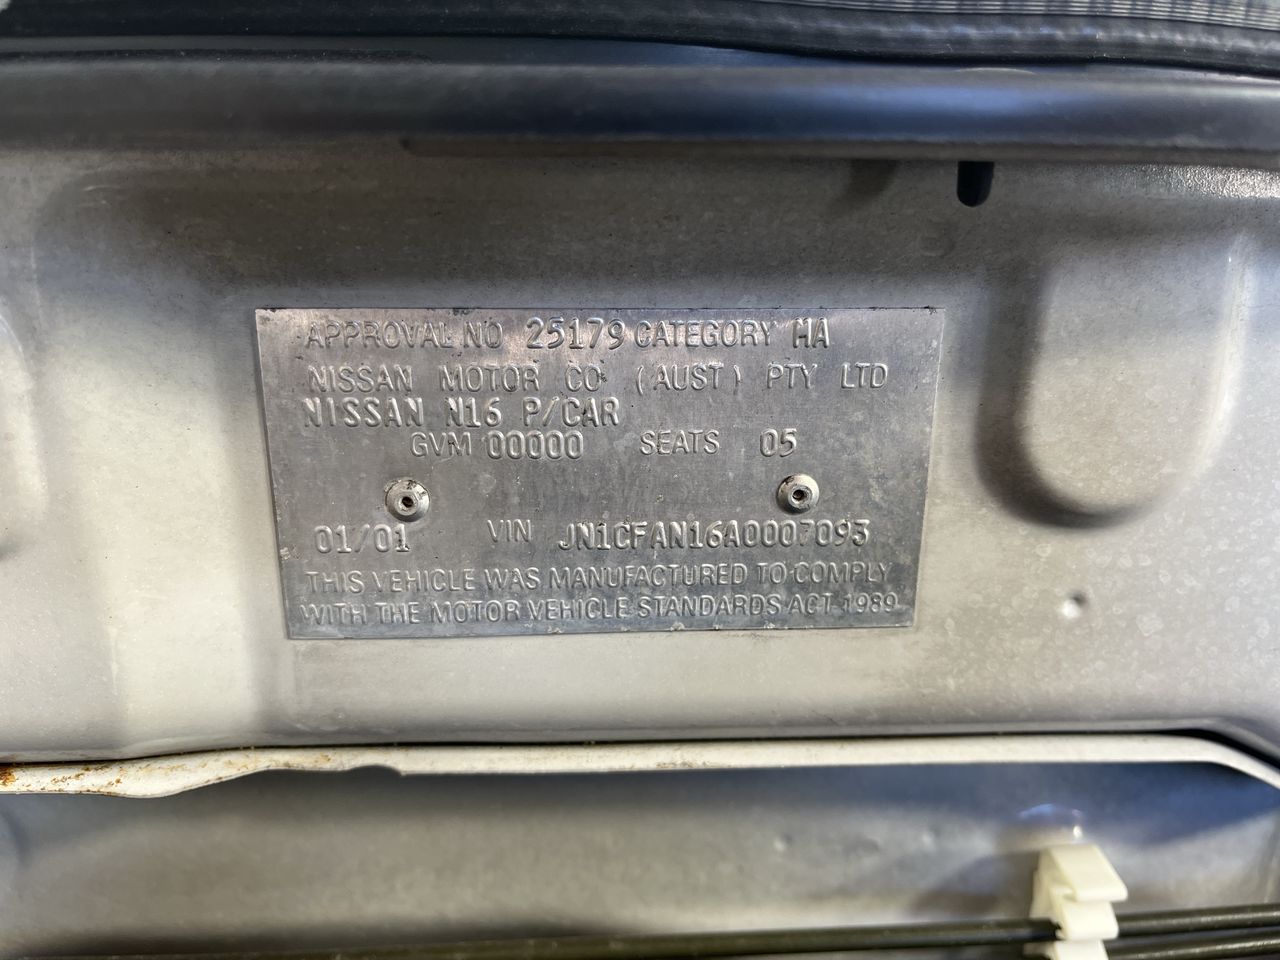 APPROVAL NO 25179 CATEGORY MA
NISSAN MOTOR CO (AUST) PTY LTD
NISSAN N16 P/CAR
GVM 00000 SEATS 05
01/01 VIN JN1CFAN16A0007093
THIS VEHICLE WAS MANUFACTURED TO COMPLY
WITH THE MOTOR VEHICLE STANDARDS ACT 1989